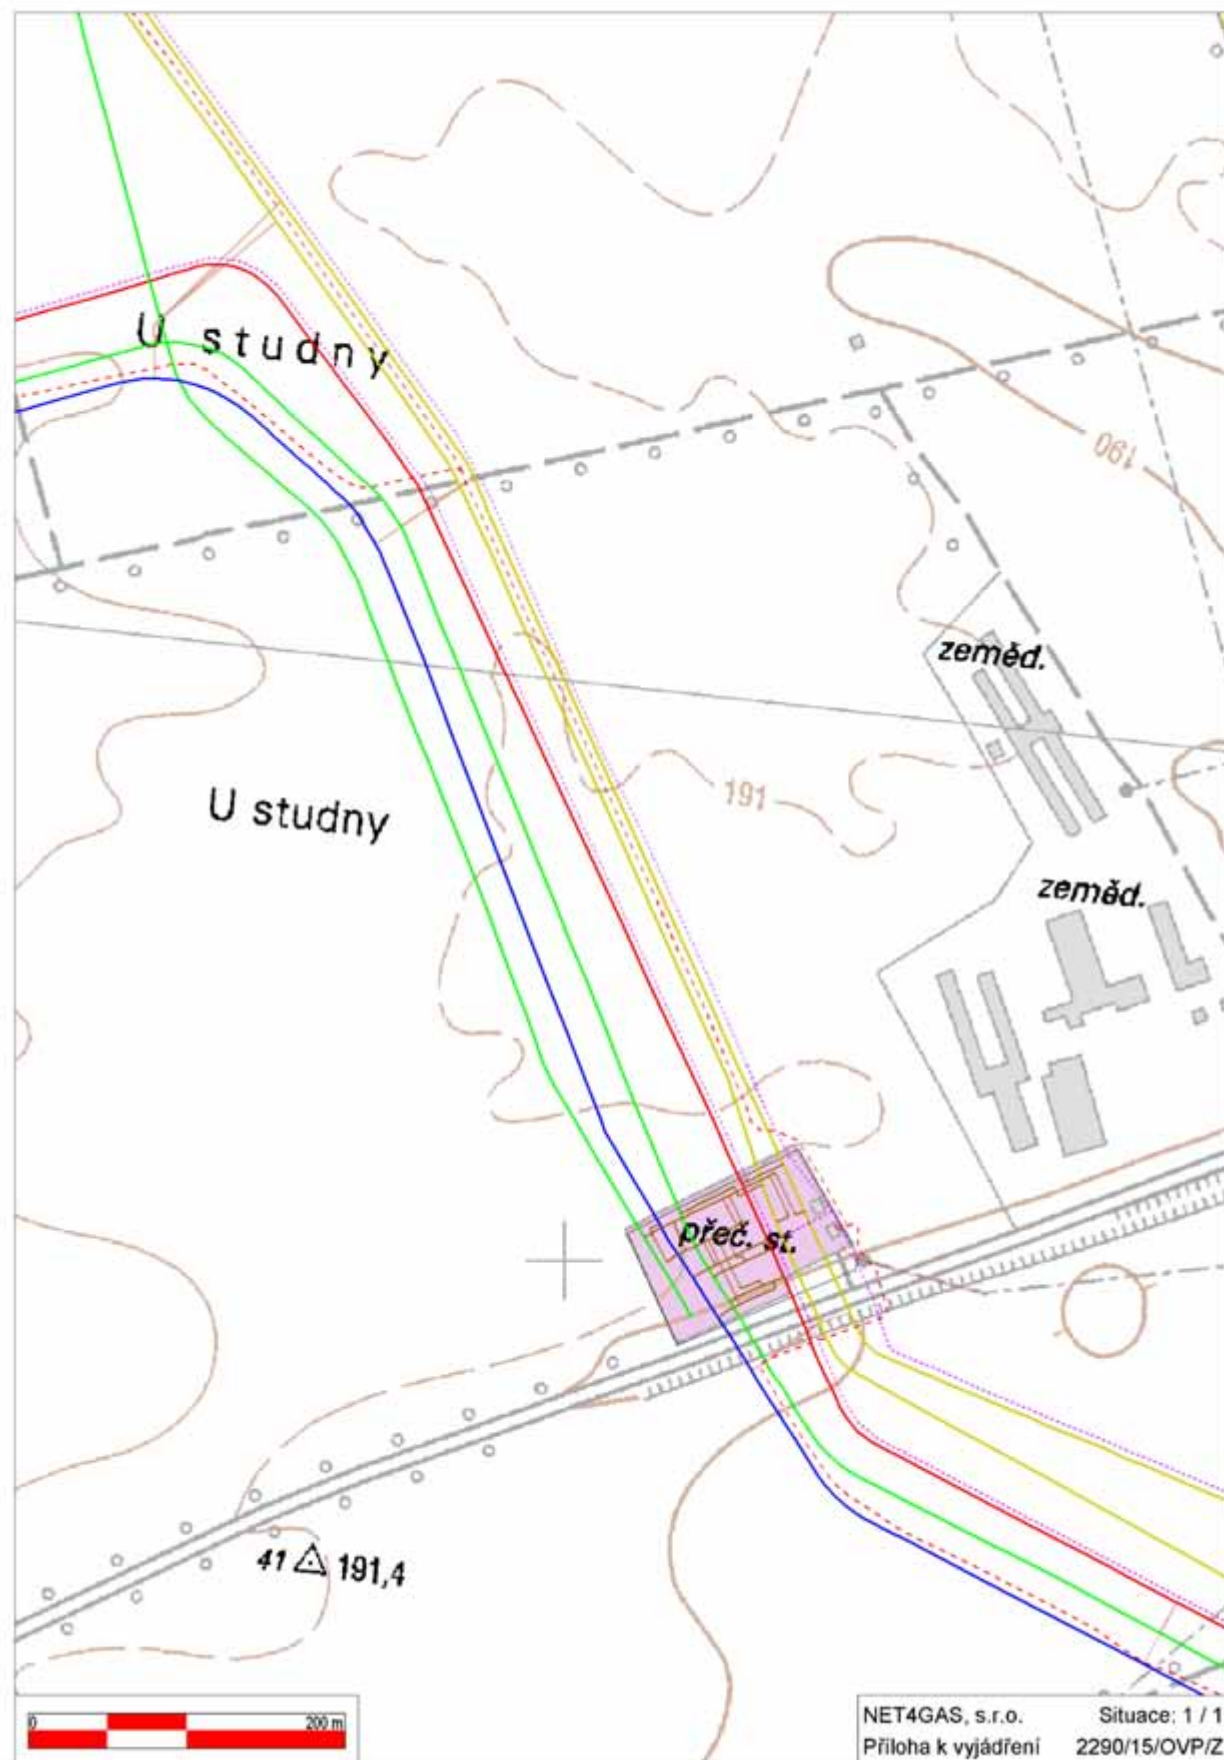 U studny
190
zeměd.
191
U studny
zeměd.
přeč. st.
41 191,4
0 200 m
NET4GAS, s.r.o. Situace: 1 / 1
Příloha k vyjádření 2290/15/OVP/Z